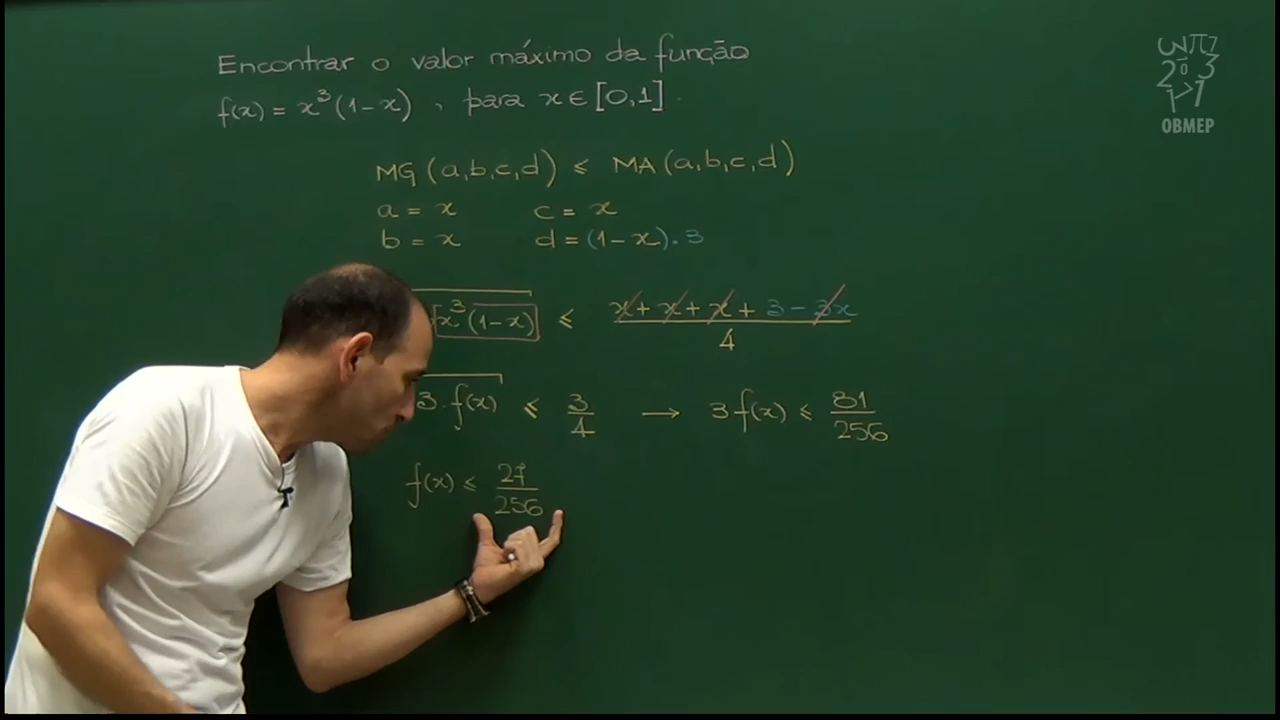 Encontrar o valor máximo da função
f(x) = x³(1-x), para x ∈ [0,1].
MG(a,b,c,d) ≤ MA(a,b,c,d)
a = x c = x
b = x d = (1-x).3
x³(1-x) ≤ x + x + x + 3 - 3x / 4
3.f(x) ≤ 3/4 → 3f(x) ≤ 81/256
f(x) ≤ 27/256
OBMEP